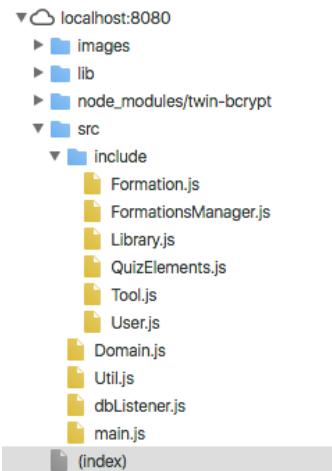 localhost:8080
images
lib
node_modules/twin-bcrypt
src
include
Formation.js
FormationsManager.js
Library.js
QuizElements.js
Tool.js
User.js
Domain.js
Util.js
dbListener.js
main.js
(index)